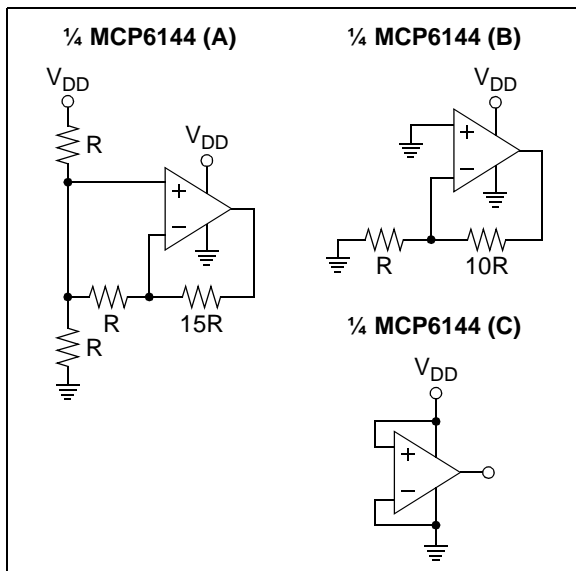 ¼ MCP6144 (A)
V_DD
R
V_DD
+
−
R
15R
R
¼ MCP6144 (B)
V_DD
+
−
R
10R
¼ MCP6144 (C)
V_DD
+
−